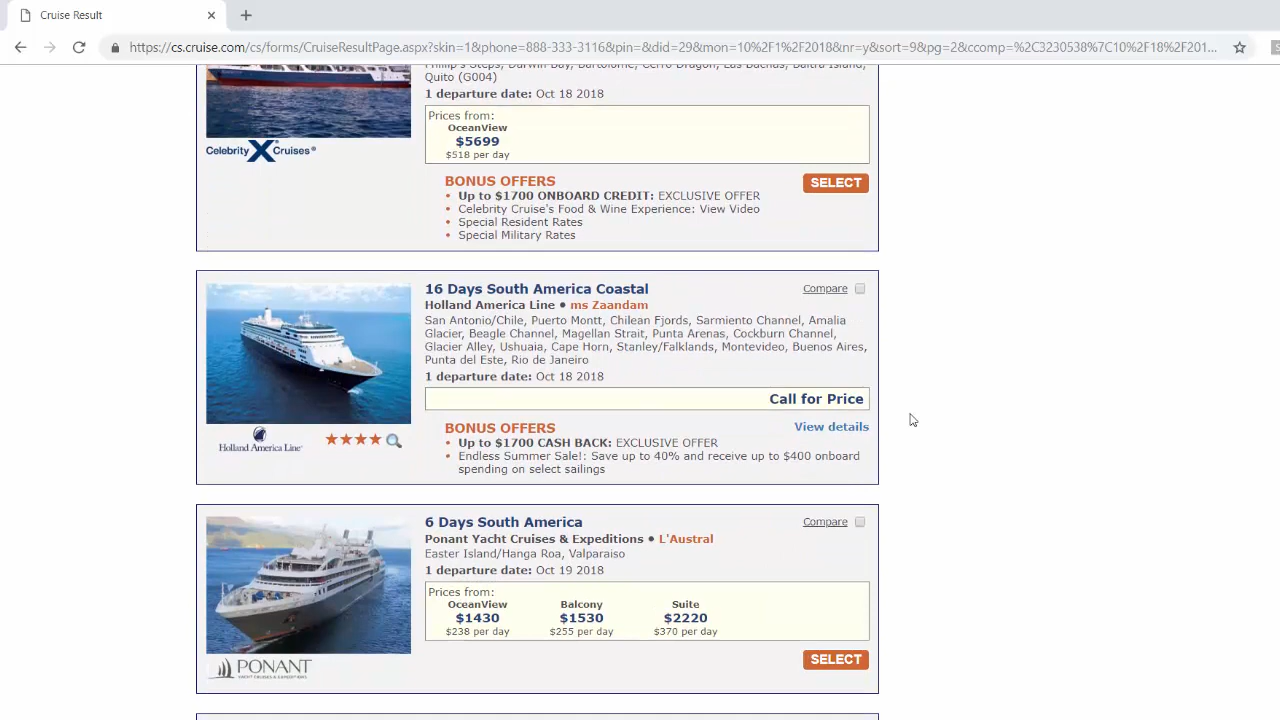 Cruise Result
https://cs.cruise.com/cs/forms/CruiseResultPage.aspx?skin=1&phone=888-333-3116&pin=&did=29&mon=10%2F1%2F2018&nr=y&sort=9&pg=2&ccomp=%2C3230538%7C10%2F18%2F201...
Phillip's Steps, Darwin Bay, Bartolome, Cerro Dragon, Las Bachas, Baltra Island,
Quito (G004)
1 departure date: Oct 18 2018
Prices from:
OceanView
$5699
$518 per day
Celebrity X Cruises®
BONUS OFFERS
SELECT
• Up to $1700 ONBOARD CREDIT: EXCLUSIVE OFFER
• Celebrity Cruise's Food & Wine Experience: View Video
• Special Resident Rates
• Special Military Rates
16 Days South America Coastal
Compare
Holland America Line • ms Zaandam
San Antonio/Chile, Puerto Montt, Chilean Fjords, Sarmiento Channel, Amalia
Glacier, Beagle Channel, Magellan Strait, Punta Arenas, Cockburn Channel,
Glacier Alley, Ushuaia, Cape Horn, Stanley/Falklands, Montevideo, Buenos Aires,
Punta del Este, Rio de Janeiro
1 departure date: Oct 18 2018
Call for Price
Holland America Line
BONUS OFFERS
View details
• Up to $1700 CASH BACK: EXCLUSIVE OFFER
• Endless Summer Sale!: Save up to 40% and receive up to $400 onboard
spending on select sailings
6 Days South America
Compare
Ponant Yacht Cruises & Expeditions • L'Austral
Easter Island/Hanga Roa, Valparaiso
1 departure date: Oct 19 2018
Prices from:
OceanView Balcony Suite
$1430 $1530 $2220
$238 per day $255 per day $370 per day
PONANT
YACHT CRUISES & EXPEDITIONS
SELECT